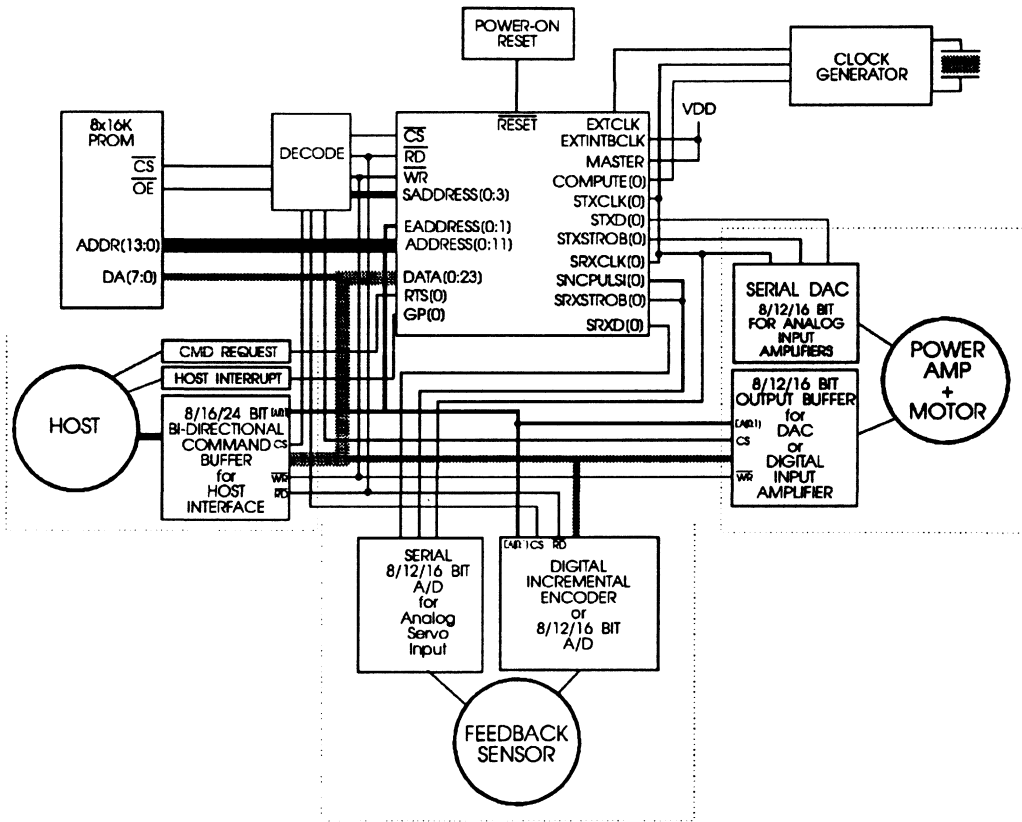 POWER-ON
RESET
CLOCK
GENERATOR
8x16K
PROM
CS
OE
ADDR(13:0)
DA(7:0)
DECODE
RESET
CS
RD
WR
SADDRESS(0:3)
EADDRESS(0:1)
ADDRESS(0:11)
DATA(0:23)
RTS(0)
GP(0)
EXTCLK
EXTINTBCLK
MASTER
COMPUTE(0)
STXCLK(0)
STXD(0)
STXSTROB(0)
SRXCLK(0)
SNCPULSI(0)
SRXSTROB(0)
SRXD(0)
VDD
SERIAL DAC
8/12/16 BIT
FOR ANALOG
INPUT
AMPLIFIERS
POWER
AMP
+
MOTOR
CMD REQUEST
HOST INTERRUPT
HOST
8/16/24 BIT
BI-DIRECTIONAL
COMMAND
CS
BUFFER
for
WR
HOST
RD
INTERFACE
8/12/16 BIT
OUTPUT BUFFER
for
DAC
CS
or
DIGITAL
WR
INPUT
AMPLIFIER
SERIAL
8/12/16 BIT
A/D
for
Analog
Servo
Input
CS
RD
DIGITAL
INCREMENTAL
ENCODER
or
8/12/16 BIT
A/D
FEEDBACK
SENSOR